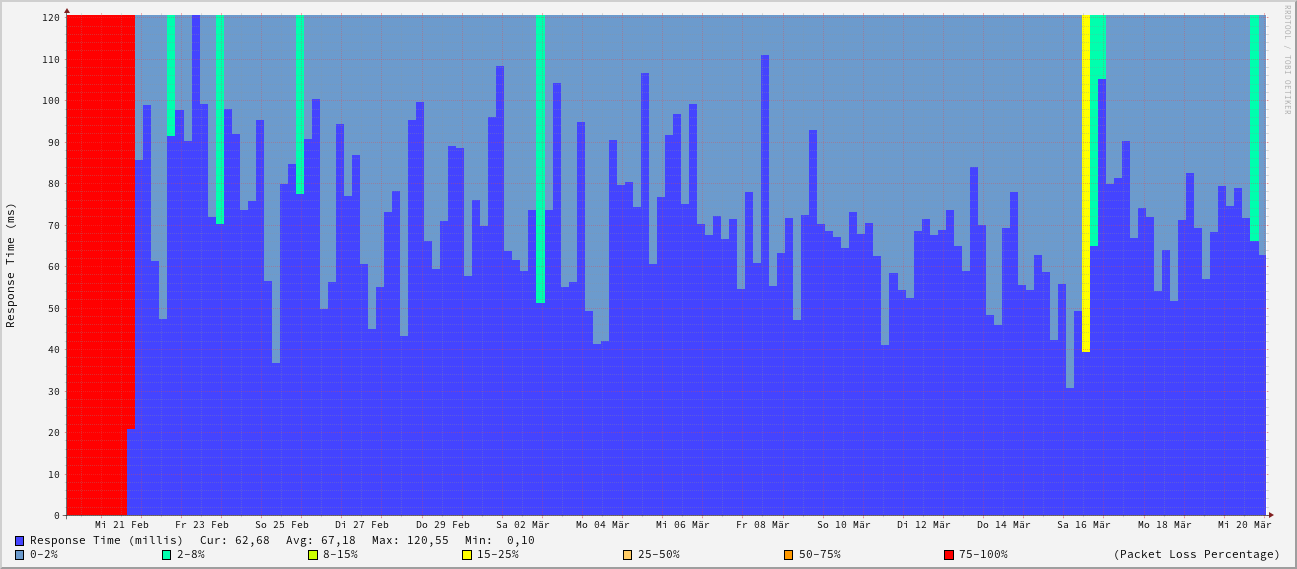 RRDTOOL / TOBI OETIKER
Response Time (ms)
120
110
100
90
80
70
60
50
40
30
20
10
0
Mi 21 Feb Fr 23 Feb So 25 Feb Di 27 Feb Do 29 Feb Sa 02 Mär Mo 04 Mär Mi 06 Mär Fr 08 Mär So 10 Mär Di 12 Mär Do 14 Mär Sa 16 Mär Mo 18 Mär Mi 20 Mär
Response Time (millis) Cur: 62,68 Avg: 67,18 Max: 120,55 Min: 0,10
0-2% 2-8% 8-15% 15-25% 25-50% 50-75% 75-100% (Packet Loss Percentage)